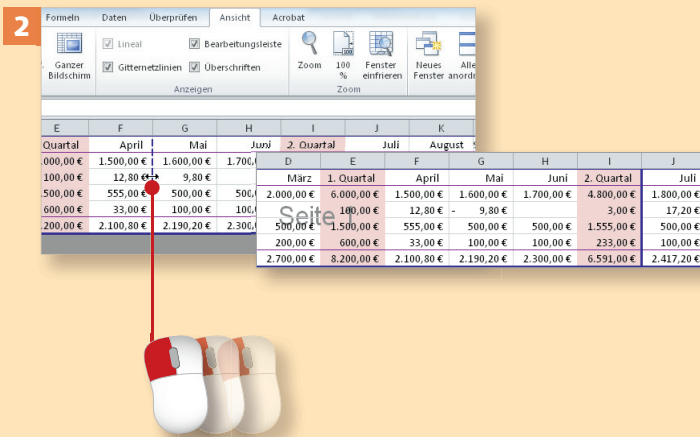 2
Formeln Daten Überprüfen Ansicht Acrobat
Ganzer Bildschirm
Lineal
Bearbeitungsleiste
Gitternetzlinien
Überschriften
Anzeigen
Zoom
100 %
Fenster einfrieren
Zoom
Neues Fenster
Alle anordn
E F G H I J K
Quartal April Mai Juni 2. Quartal Juli August
.000,00 € 1.500,00 € 1.600,00 € 1.700,
100,00 € 12,80 € 9,80 €
.500,00 € 555,00 € 500,00 € 500,
600,00 € 33,00 € 100,00 € 100,
.200,00 € 2.100,80 € 2.190,20 € 2.300,
D E F G H I J
März 1. Quartal April Mai Juni 2. Quartal Juli
2.000,00 € 6.000,00 € 1.500,00 € 1.600,00 € 1.700,00 € 4.800,00 € 1.800,00 €
100,00 € 12,80 € - 9,80 € 3,00 € 17,20 €
Seite 1
500,00 € 1.500,00 € 555,00 € 500,00 € 500,00 € 1.555,00 € 500,00 €
200,00 € 600,00 € 33,00 € 100,00 € 100,00 € 233,00 € 100,00 €
2.700,00 € 8.200,00 € 2.100,80 € 2.190,20 € 2.300,00 € 6.591,00 € 2.417,20 €